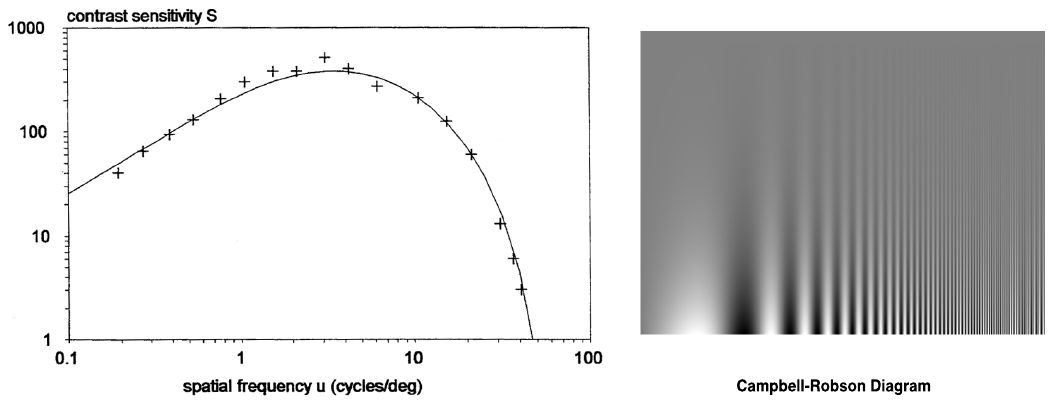 contrast sensitivity S
1000
100
10
1
0.1 1 10 100
spatial frequency u (cycles/deg)
Campbell-Robson Diagram